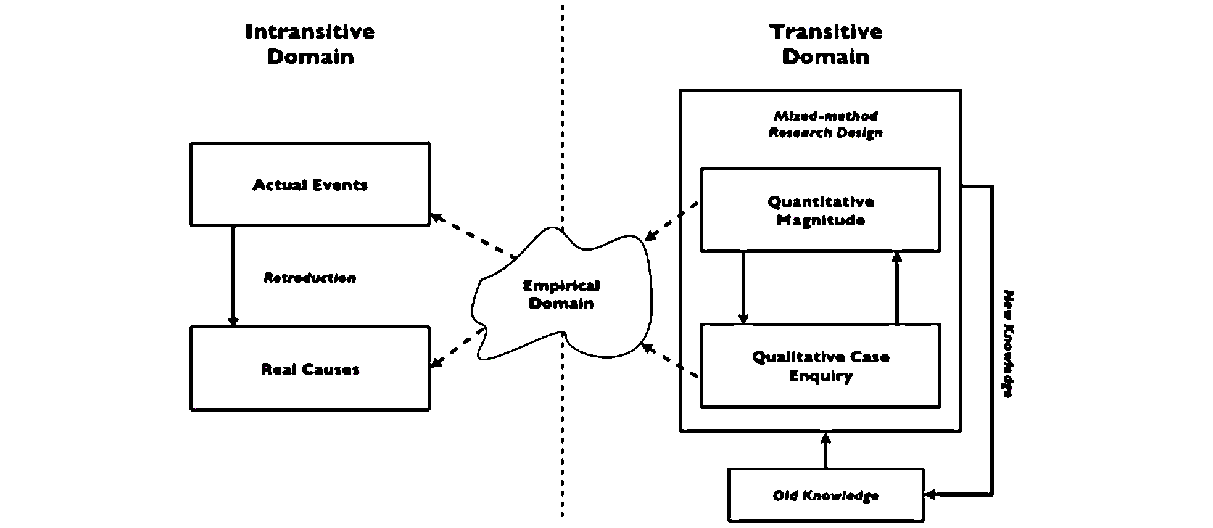 Intransitive
Domain
Transitive
Domain
Mized-method
Research Design
Actual Events
Quantitative
Magnitude
Retroduction
Empirical
Domain
New Knowledge
Real Causes
Qualitative Case
Enquiry
Old Knowledge